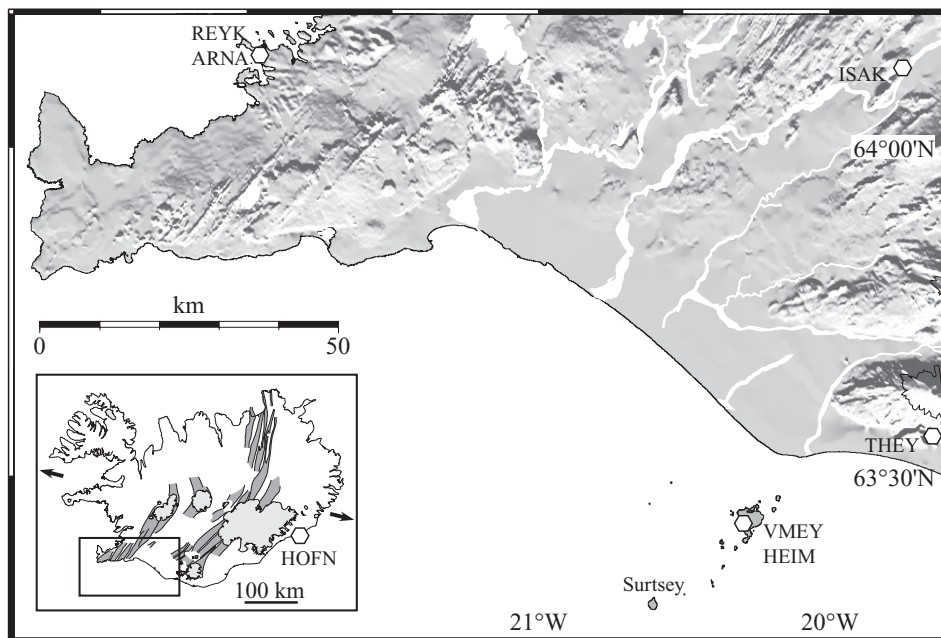 REYK
ARNA
ISAK
64°00'N
km
0
50
THEY
63°30'N
HOFN
VMEY
HEIM
100 km
Surtsey
21°W
20°W